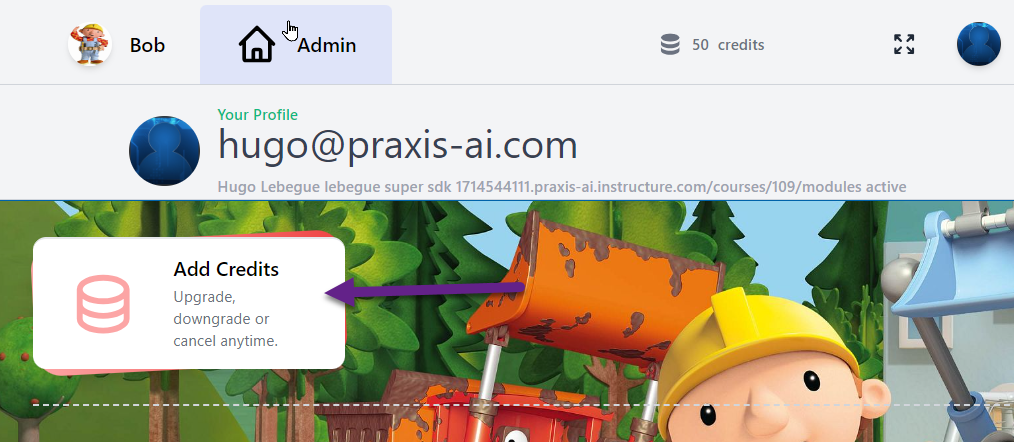 Bob
Admin
50 credits
Your Profile
hugo@praxis-ai.com
Hugo Lebegue lebegue super sdk 1714544111.praxis-ai.instructure.com/courses/109/modules active
Add Credits
Upgrade,
downgrade or
cancel anytime.